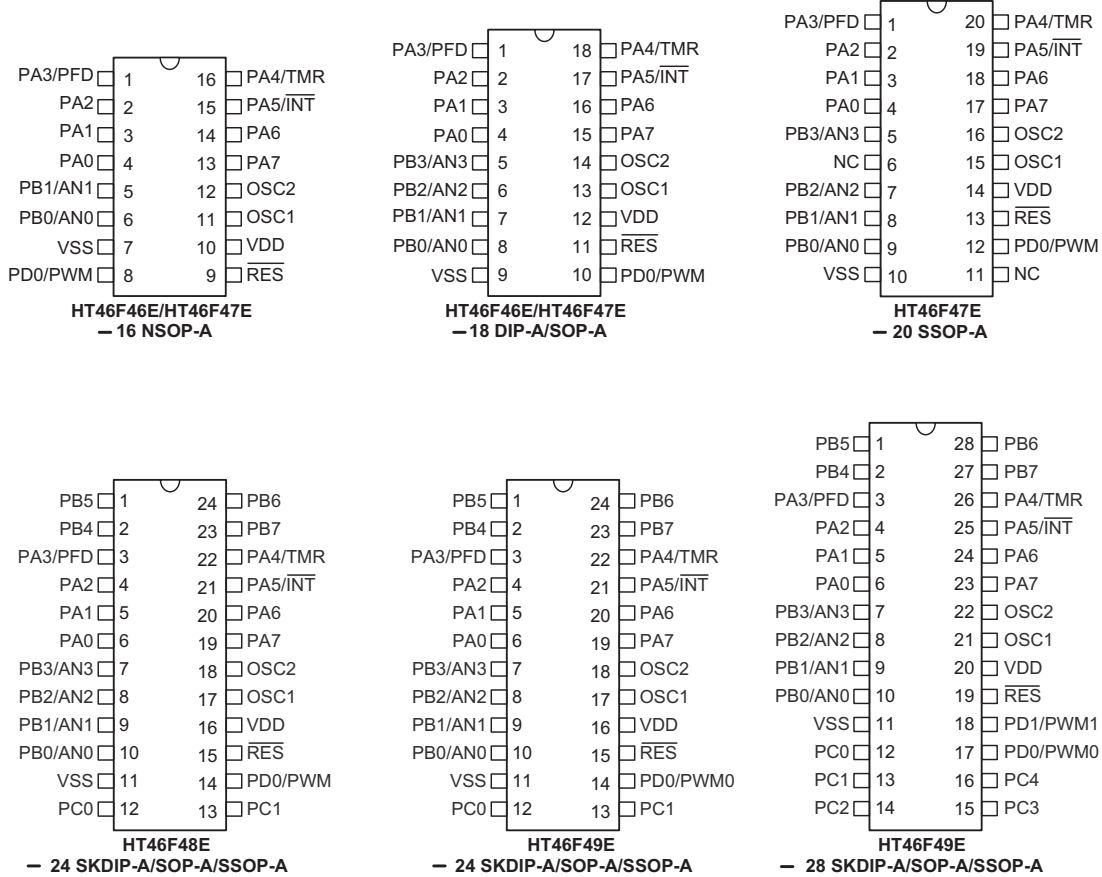 PA3/PFD 1 16 PA4/TMR
PA2 2 15 PA5/INT
PA1 3 14 PA6
PA0 4 13 PA7
PB1/AN1 5 12 OSC2
PB0/AN0 6 11 OSC1
VSS 7 10 VDD
PD0/PWM 8 9 RES
HT46F46E/HT46F47E
– 16 NSOP-A
PA3/PFD 1 18 PA4/TMR
PA2 2 17 PA5/INT
PA1 3 16 PA6
PA0 4 15 PA7
PB3/AN3 5 14 OSC2
PB2/AN2 6 13 OSC1
PB1/AN1 7 12 VDD
PB0/AN0 8 11 RES
VSS 9 10 PD0/PWM
HT46F46E/HT46F47E
– 18 DIP-A/SOP-A
PA3/PFD 1 20 PA4/TMR
PA2 2 19 PA5/INT
PA1 3 18 PA6
PA0 4 17 PA7
PB3/AN3 5 16 OSC2
NC 6 15 OSC1
PB2/AN2 7 14 VDD
PB1/AN1 8 13 RES
PB0/AN0 9 12 PD0/PWM
VSS 10 11 NC
HT46F47E
– 20 SSOP-A
PB5 1 24 PB6
PB4 2 23 PB7
PA3/PFD 3 22 PA4/TMR
PA2 4 21 PA5/INT
PA1 5 20 PA6
PA0 6 19 PA7
PB3/AN3 7 18 OSC2
PB2/AN2 8 17 OSC1
PB1/AN1 9 16 VDD
PB0/AN0 10 15 RES
VSS 11 14 PD0/PWM
PC0 12 13 PC1
HT46F48E
– 24 SKDIP-A/SOP-A/SSOP-A
PB5 1 24 PB6
PB4 2 23 PB7
PA3/PFD 3 22 PA4/TMR
PA2 4 21 PA5/INT
PA1 5 20 PA6
PA0 6 19 PA7
PB3/AN3 7 18 OSC2
PB2/AN2 8 17 OSC1
PB1/AN1 9 16 VDD
PB0/AN0 10 15 RES
VSS 11 14 PD0/PWM0
PC0 12 13 PC1
HT46F49E
– 24 SKDIP-A/SOP-A/SSOP-A
PB5 1 28 PB6
PB4 2 27 PB7
PA3/PFD 3 26 PA4/TMR
PA2 4 25 PA5/INT
PA1 5 24 PA6
PA0 6 23 PA7
PB3/AN3 7 22 OSC2
PB2/AN2 8 21 OSC1
PB1/AN1 9 20 VDD
PB0/AN0 10 19 RES
VSS 11 18 PD1/PWM1
PC0 12 17 PD0/PWM0
PC1 13 16 PC4
PC2 14 15 PC3
HT46F49E
– 28 SKDIP-A/SOP-A/SSOP-A